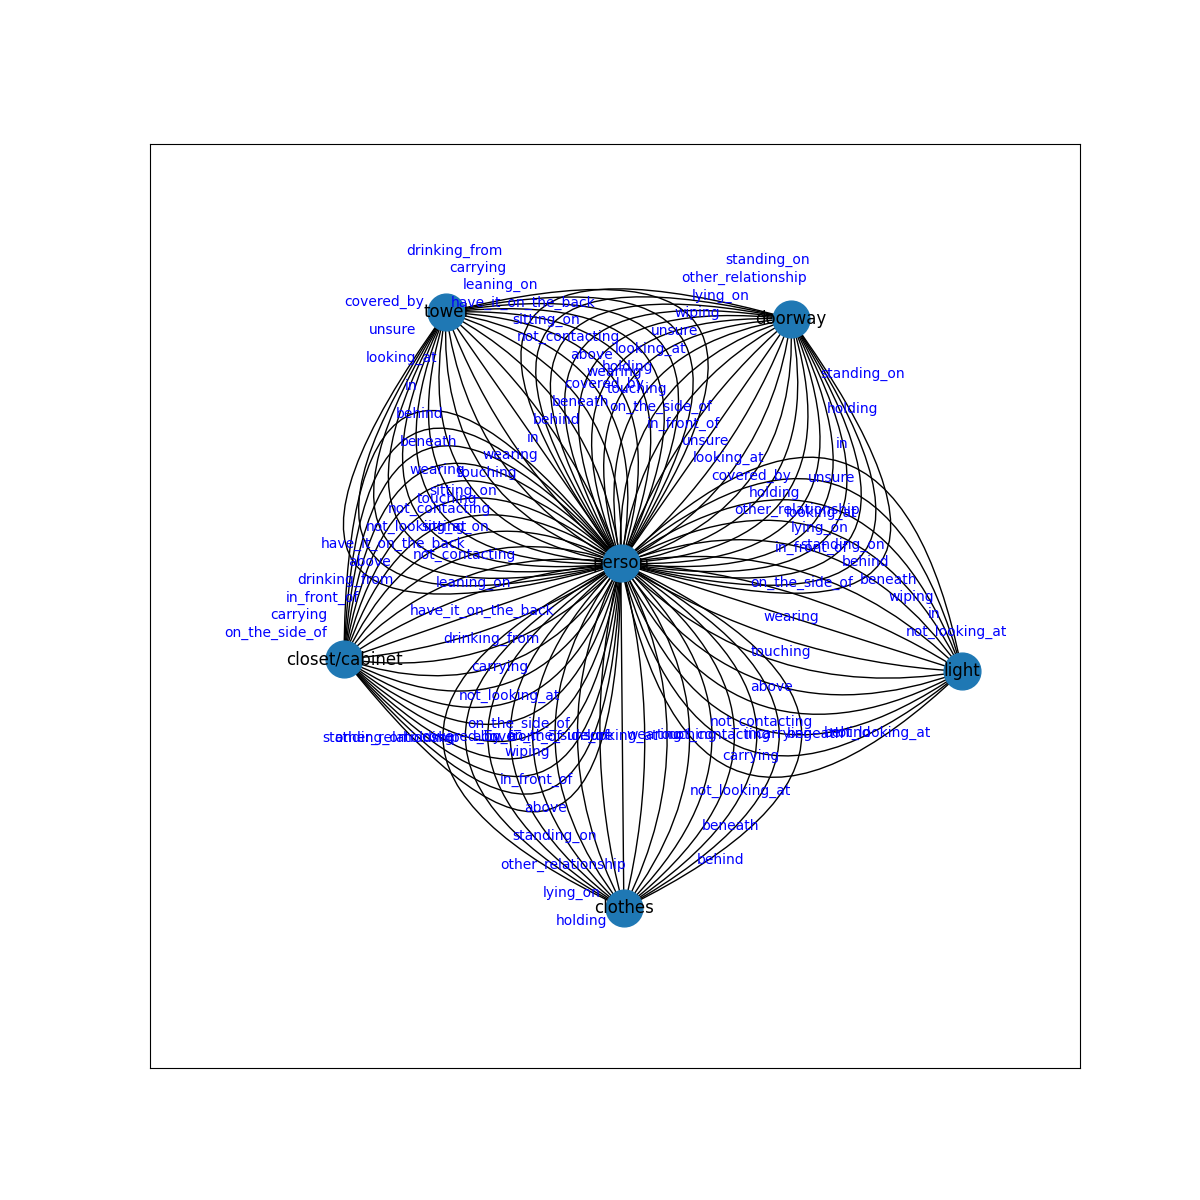 drinking_from
standing_on
carrying
other_relationship
leaning_on
lying_on
covered_by
have_it_on_the_back
towel
wiping
doorway
sitting_on
unsure
unsure
not_contacting
looking_at
looking_at
above
holding
wearing
standing_on
in
covered_by
touching
beneath
on_the_side_of
holding
behind
behind
in_front_of
in
unsure
in
beneath
wearing
looking_at
wearing
touching
covered_by
unsure
sitting_on
holding
touching
not_contacting
other_relationship
looking_at
not_looking_at
sitting_on
lying_on
have_it_on_the_back
standing_on
in_front_of
not_contacting
above
person
behind
drinking_from
leaning_on
on_the_side_of
beneath
in_front_of
wiping
carrying
have_it_on_the_back
wearing
in
on_the_side_of
drinking_from
not_looking_at
touching
closet/cabinet
carrying
light
above
not_looking_at
on_the_side_of
not_contacting
wiping
carrying
in_front_of
not_looking_at
above
beneath
standing_on
behind
other_relationship
lying_on
clothes
holding